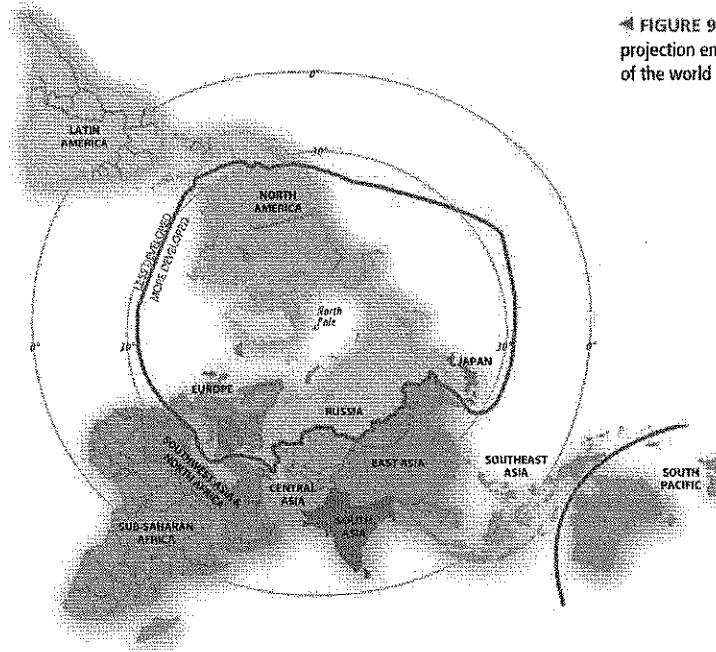 ◀ FIGURE 9
projection en
of the world
0°
LATIN
AMERICA
30°
NORTH
AMERICA
LESS DEVELOPED
MORE DEVELOPED
North
Pole
0°
30°
30°
0°
JAPAN
EUROPE
RUSSIA
SOUTHWEST ASIA &
NORTH AFRICA
EAST ASIA
SOUTHEAST
ASIA
SOUTH
PACIFIC
CENTRAL
ASIA
SOUTH
ASIA
SUB-SAHARAN
AFRICA